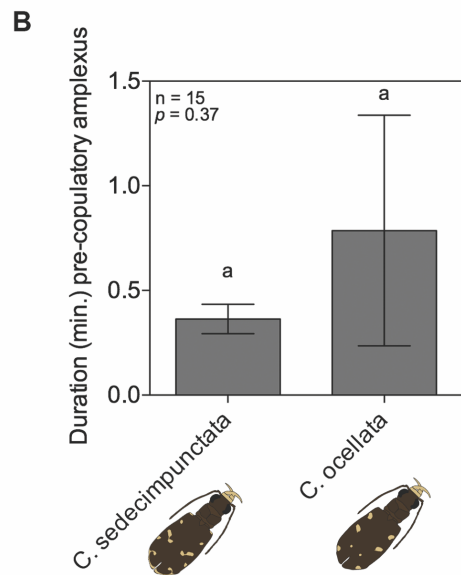 B
Duration (min.) pre-copulatory amplexus
1.5
1.0
0.5
0.0
n = 15
p = 0.37
a
a
C. sedecimpunctata
C. ocellata